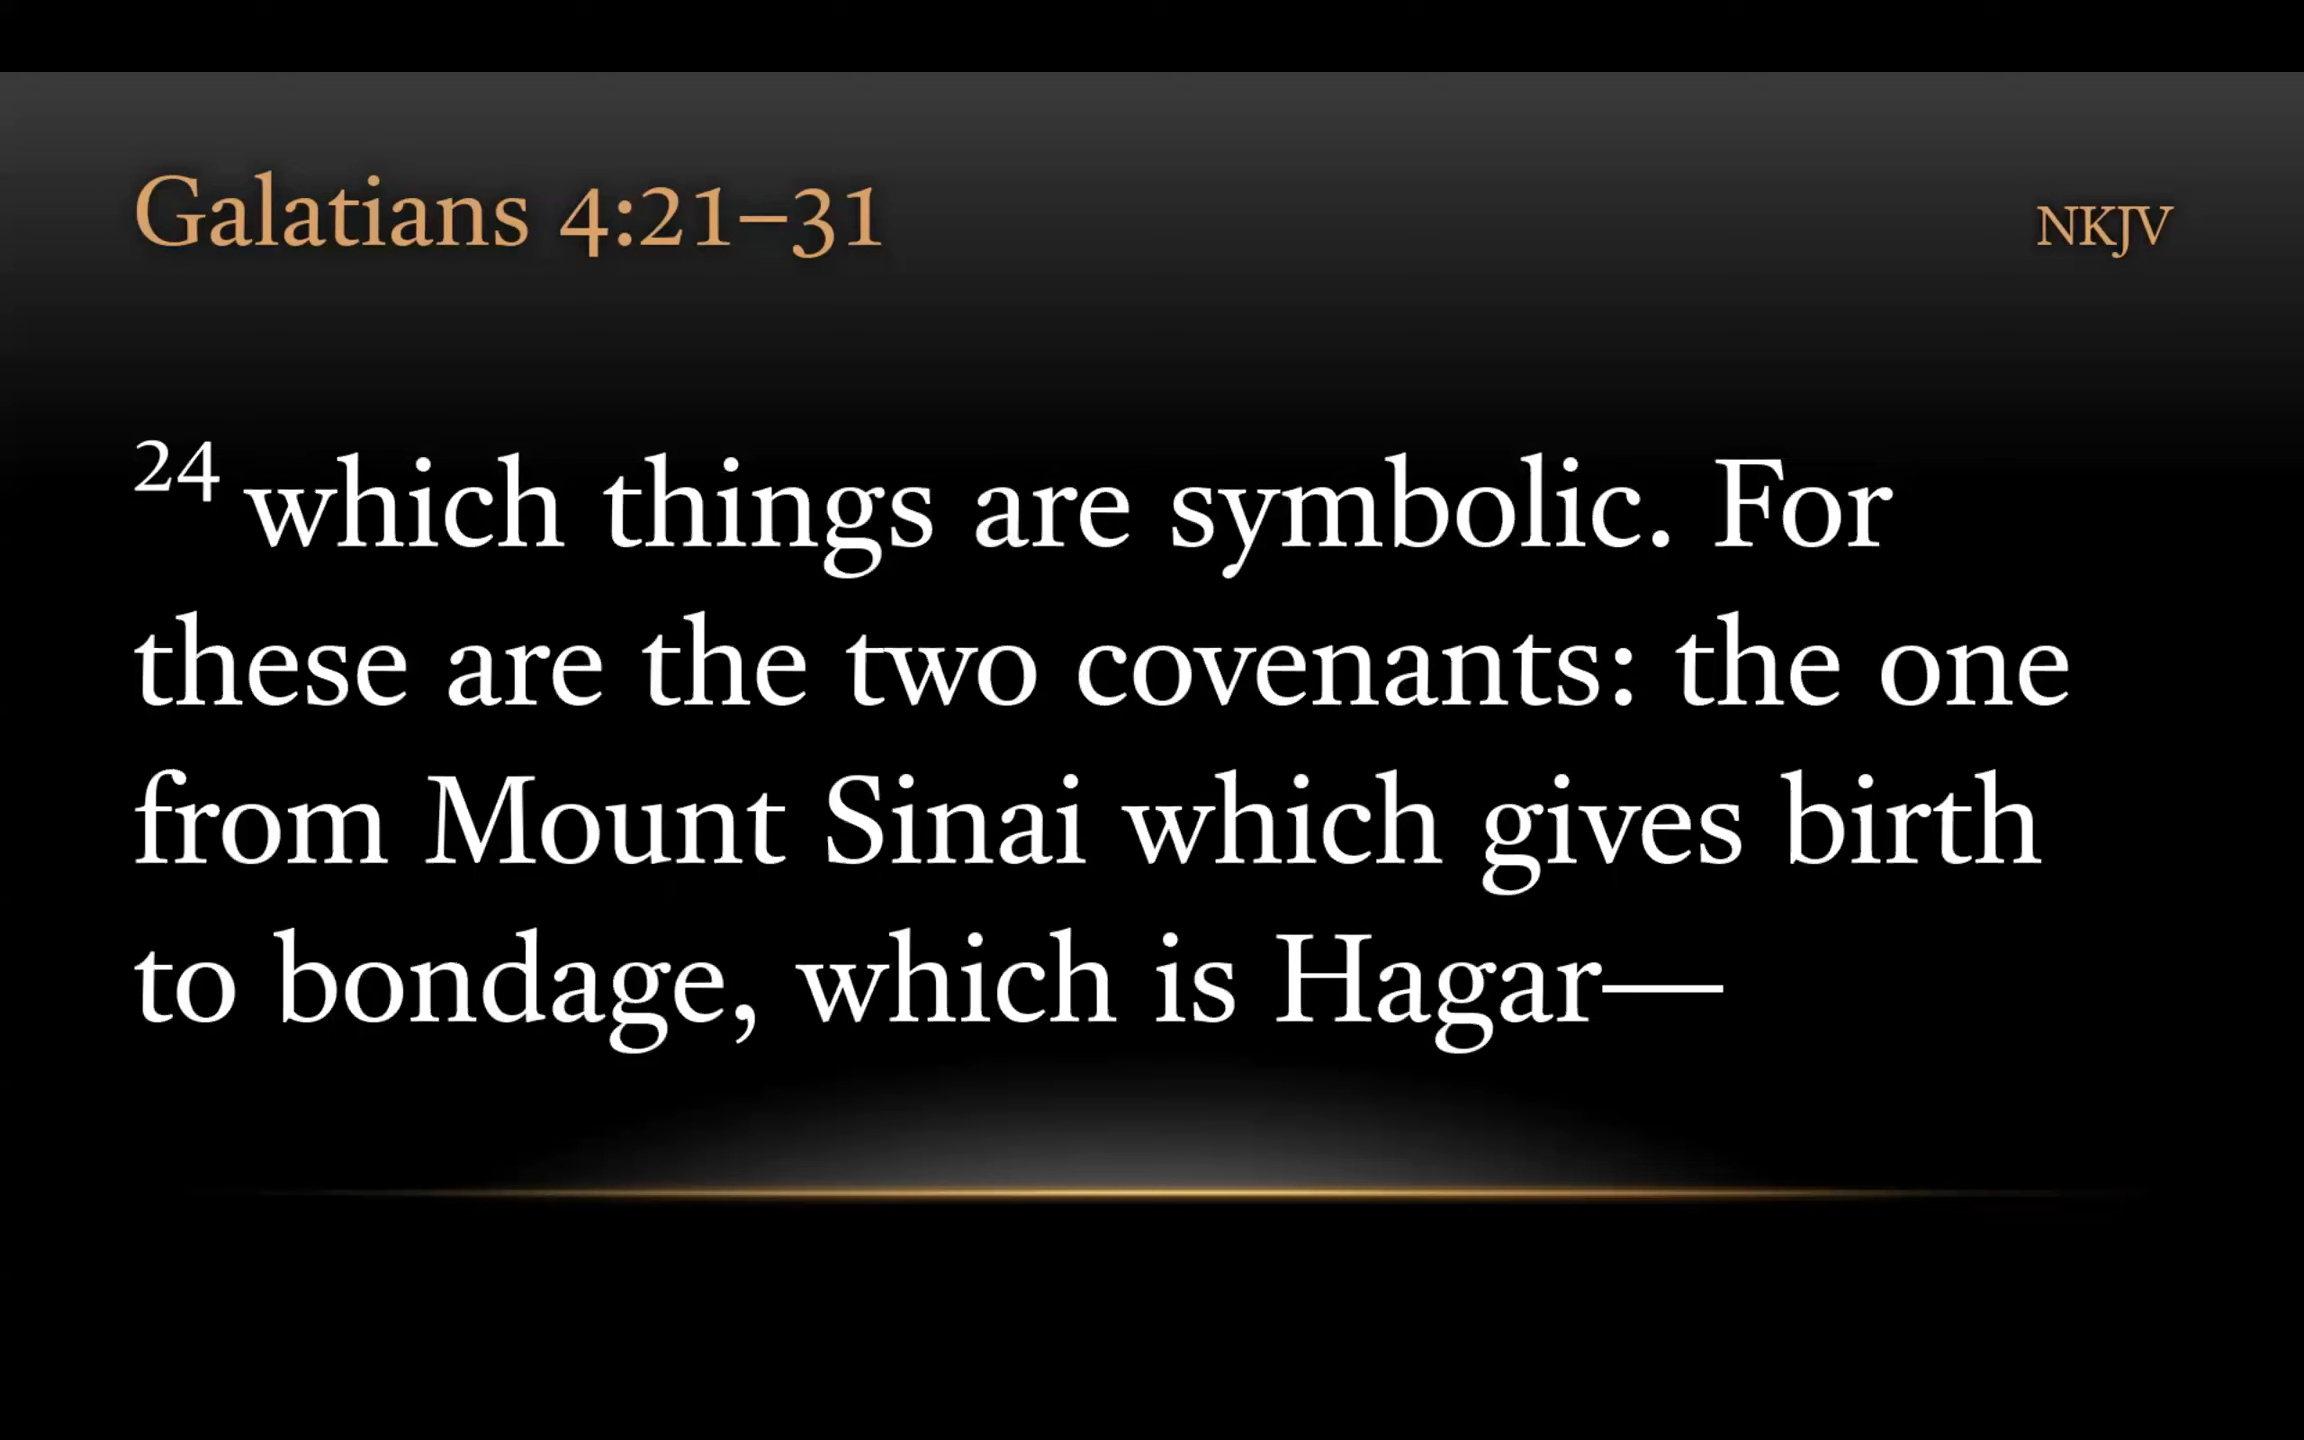 Galatians 4:21–31
NKJV
24 which things are symbolic. For
these are the two covenants: the one
from Mount Sinai which gives birth
to bondage, which is Hagar—